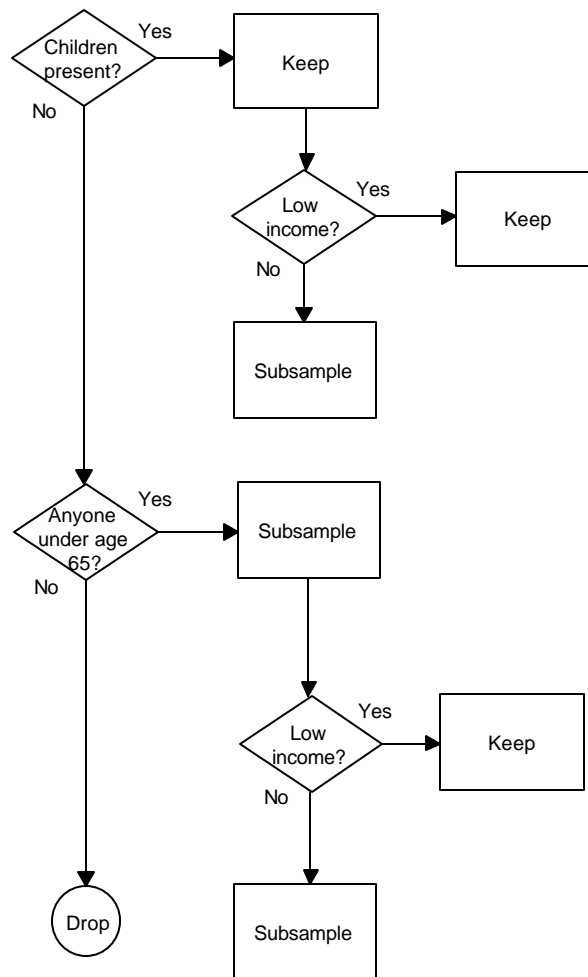 Yes
Children
present?
Keep
No
Yes
Low
income?
Keep
No
Subsample
Yes
Anyone
under age
65?
Subsample
No
Yes
Low
income?
Keep
No
Drop
Subsample